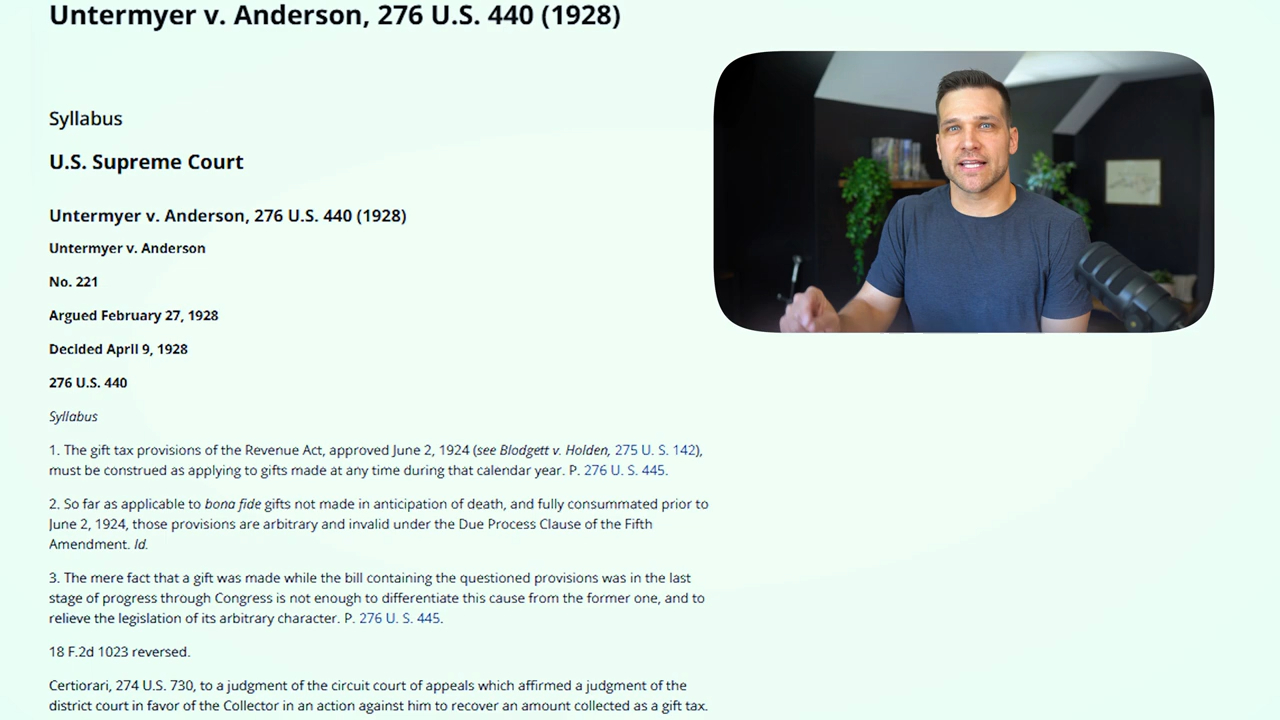 Untermyer v. Anderson, 276 U.S. 440 (1928)
Syllabus
U.S. Supreme Court
Untermyer v. Anderson, 276 U.S. 440 (1928)
Untermyer v. Anderson
No. 221
Argued February 27, 1928
Decided April 9, 1928
276 U.S. 440
Syllabus
1. The gift tax provisions of the Revenue Act, approved June 2, 1924 (see Blodgett v. Holden, 275 U. S. 142),
must be construed as applying to gifts made at any time during that calendar year. P. 276 U. S. 445.
2. So far as applicable to bona fide gifts not made in anticipation of death, and fully consummated prior to
June 2, 1924, those provisions are arbitrary and invalid under the Due Process Clause of the Fifth
Amendment. Id.
3. The mere fact that a gift was made while the bill containing the questioned provisions was in the last
stage of progress through Congress is not enough to differentiate this cause from the former one, and to
relieve the legislation of its arbitrary character. P. 276 U. S. 445.
18 F.2d 1023 reversed.
Certiorari, 274 U.S. 730, to a judgment of the circuit court of appeals which affirmed a judgment of the
district court in favor of the Collector in an action against him to recover an amount collected as a gift tax.